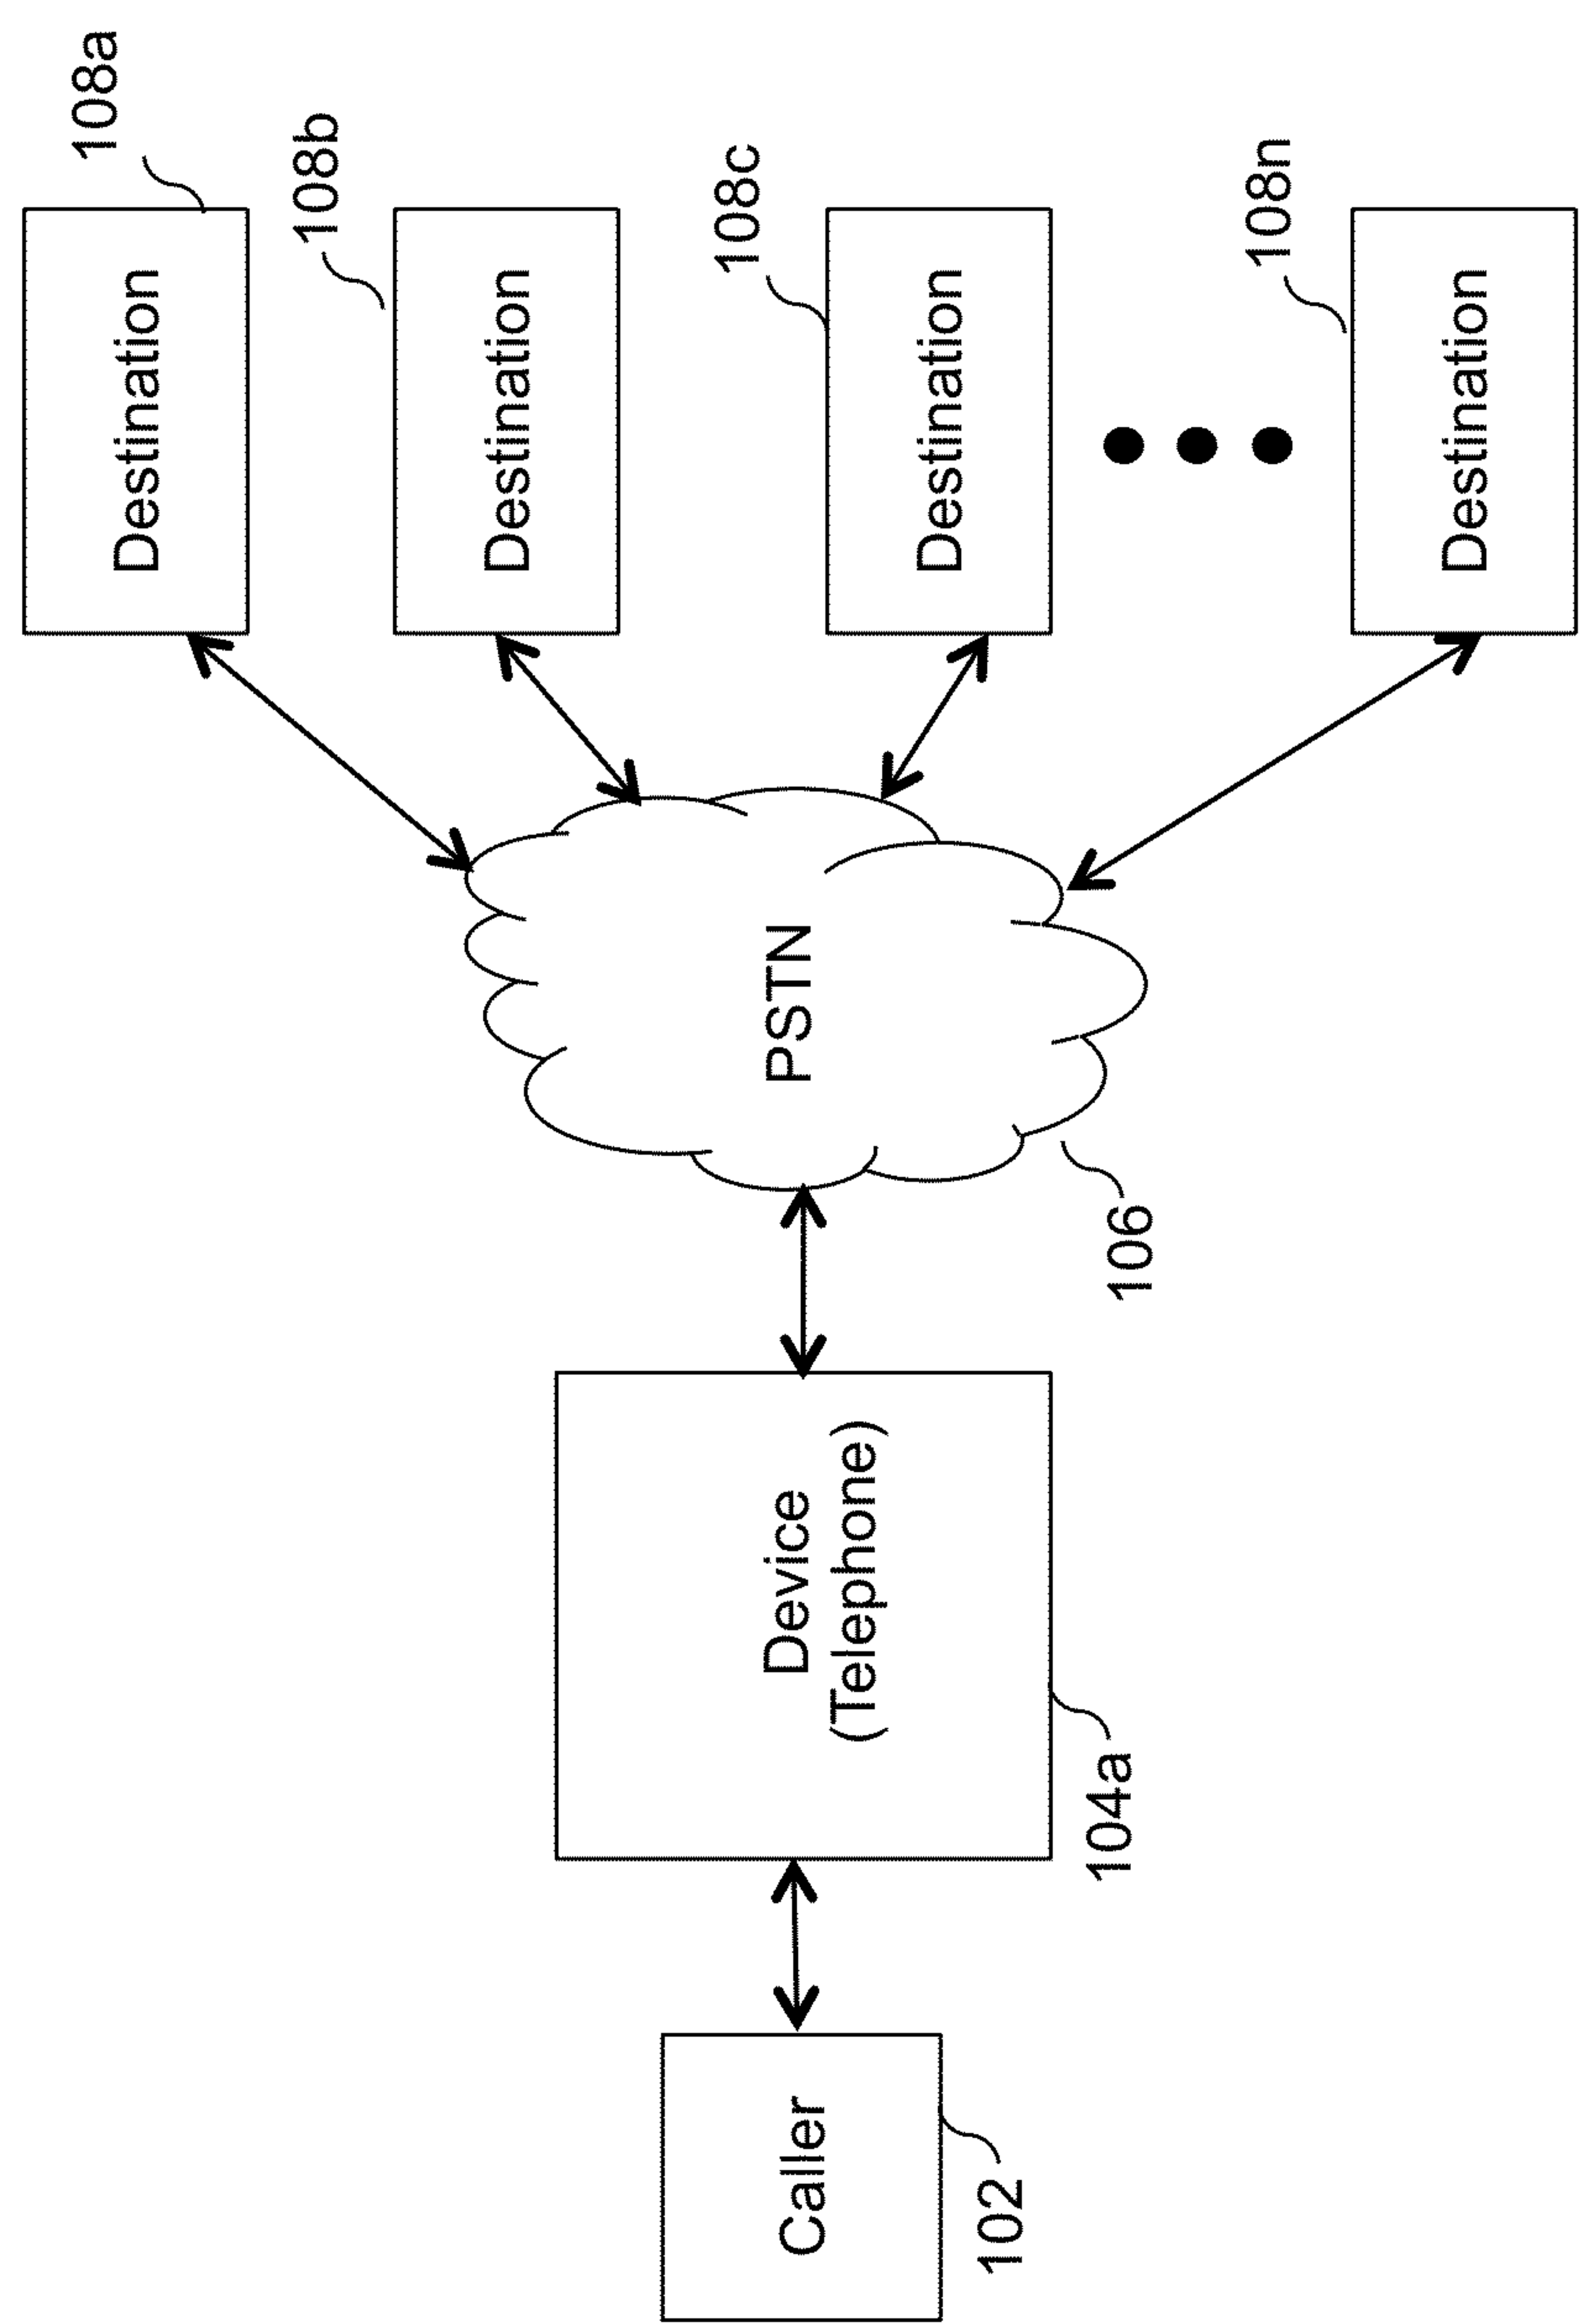 Caller
102
Device
(Telephone)
104a
PSTN
106
Destination
108a
Destination
108b
Destination
108c
Destination
108n